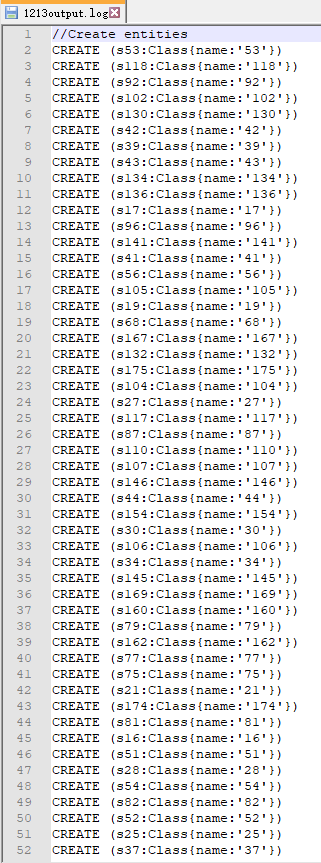 1213output.log
1 //Create entities
2 CREATE (s53:Class{name:'53'})
3 CREATE (s118:Class{name:'118'})
4 CREATE (s92:Class{name:'92'})
5 CREATE (s102:Class{name:'102'})
6 CREATE (s130:Class{name:'130'})
7 CREATE (s42:Class{name:'42'})
8 CREATE (s39:Class{name:'39'})
9 CREATE (s43:Class{name:'43'})
10 CREATE (s134:Class{name:'134'})
11 CREATE (s136:Class{name:'136'})
12 CREATE (s17:Class{name:'17'})
13 CREATE (s96:Class{name:'96'})
14 CREATE (s141:Class{name:'141'})
15 CREATE (s41:Class{name:'41'})
16 CREATE (s56:Class{name:'56'})
17 CREATE (s105:Class{name:'105'})
18 CREATE (s19:Class{name:'19'})
19 CREATE (s68:Class{name:'68'})
20 CREATE (s167:Class{name:'167'})
21 CREATE (s132:Class{name:'132'})
22 CREATE (s175:Class{name:'175'})
23 CREATE (s104:Class{name:'104'})
24 CREATE (s27:Class{name:'27'})
25 CREATE (s117:Class{name:'117'})
26 CREATE (s87:Class{name:'87'})
27 CREATE (s110:Class{name:'110'})
28 CREATE (s107:Class{name:'107'})
29 CREATE (s146:Class{name:'146'})
30 CREATE (s44:Class{name:'44'})
31 CREATE (s154:Class{name:'154'})
32 CREATE (s30:Class{name:'30'})
33 CREATE (s106:Class{name:'106'})
34 CREATE (s34:Class{name:'34'})
35 CREATE (s145:Class{name:'145'})
36 CREATE (s169:Class{name:'169'})
37 CREATE (s160:Class{name:'160'})
38 CREATE (s79:Class{name:'79'})
39 CREATE (s162:Class{name:'162'})
40 CREATE (s77:Class{name:'77'})
41 CREATE (s75:Class{name:'75'})
42 CREATE (s21:Class{name:'21'})
43 CREATE (s174:Class{name:'174'})
44 CREATE (s81:Class{name:'81'})
45 CREATE (s16:Class{name:'16'})
46 CREATE (s51:Class{name:'51'})
47 CREATE (s28:Class{name:'28'})
48 CREATE (s54:Class{name:'54'})
49 CREATE (s82:Class{name:'82'})
50 CREATE (s52:Class{name:'52'})
51 CREATE (s25:Class{name:'25'})
52 CREATE (s37:Class{name:'37'})